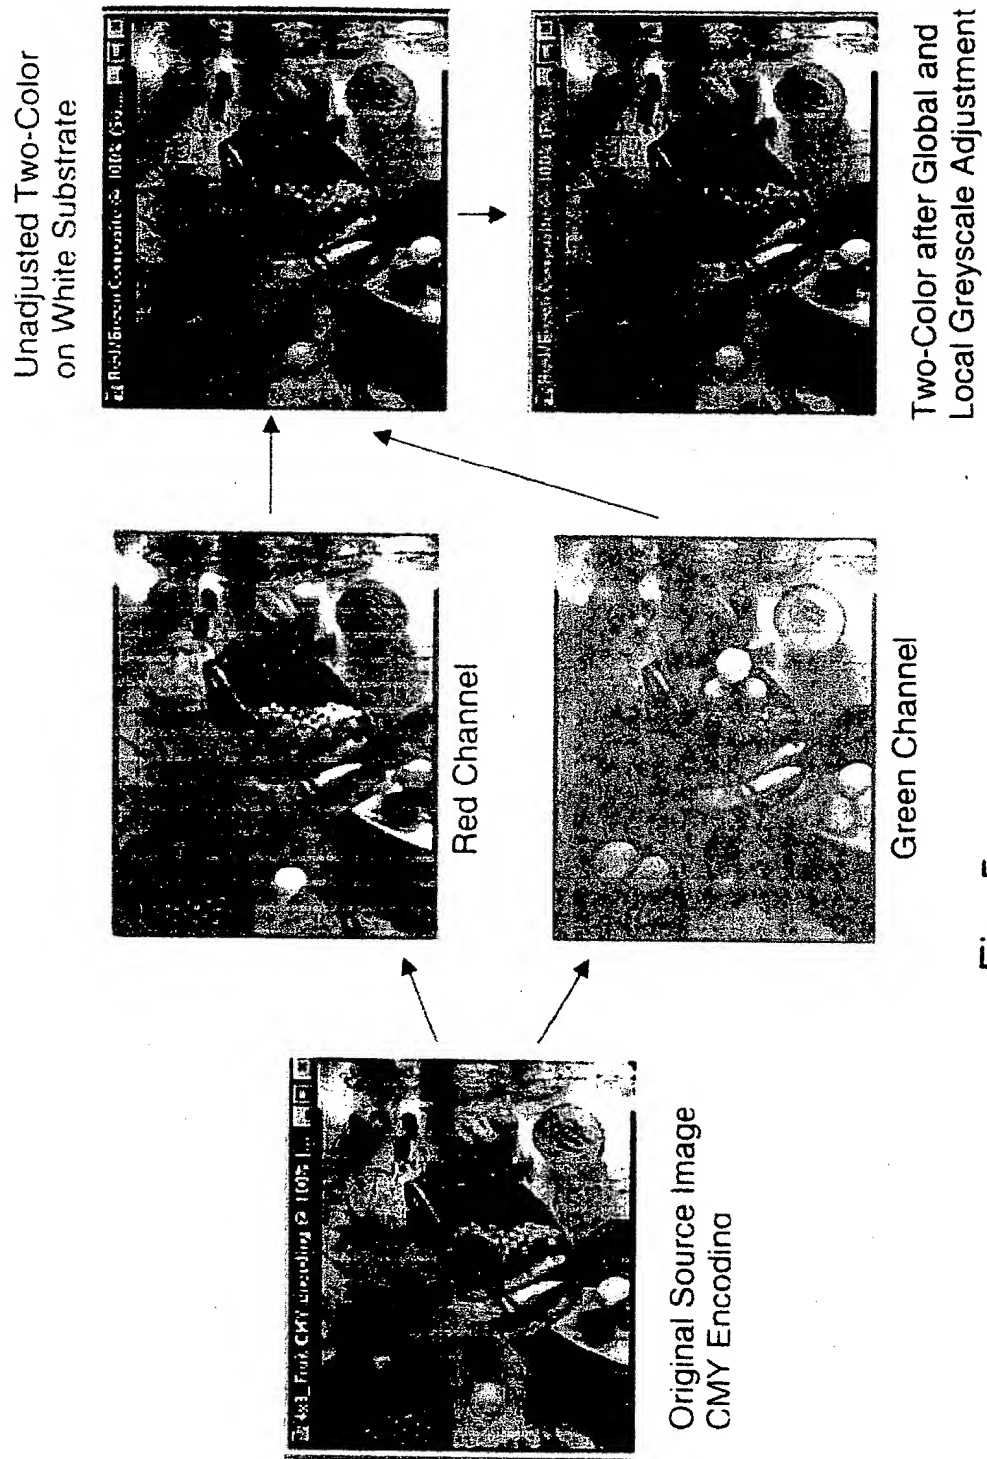 Original Source Image
CMY Encoding
Red Channel
Green Channel
Unadjusted Two-Color
on White Substrate
Two-Color after Global and
Local Greyscale Adjustment